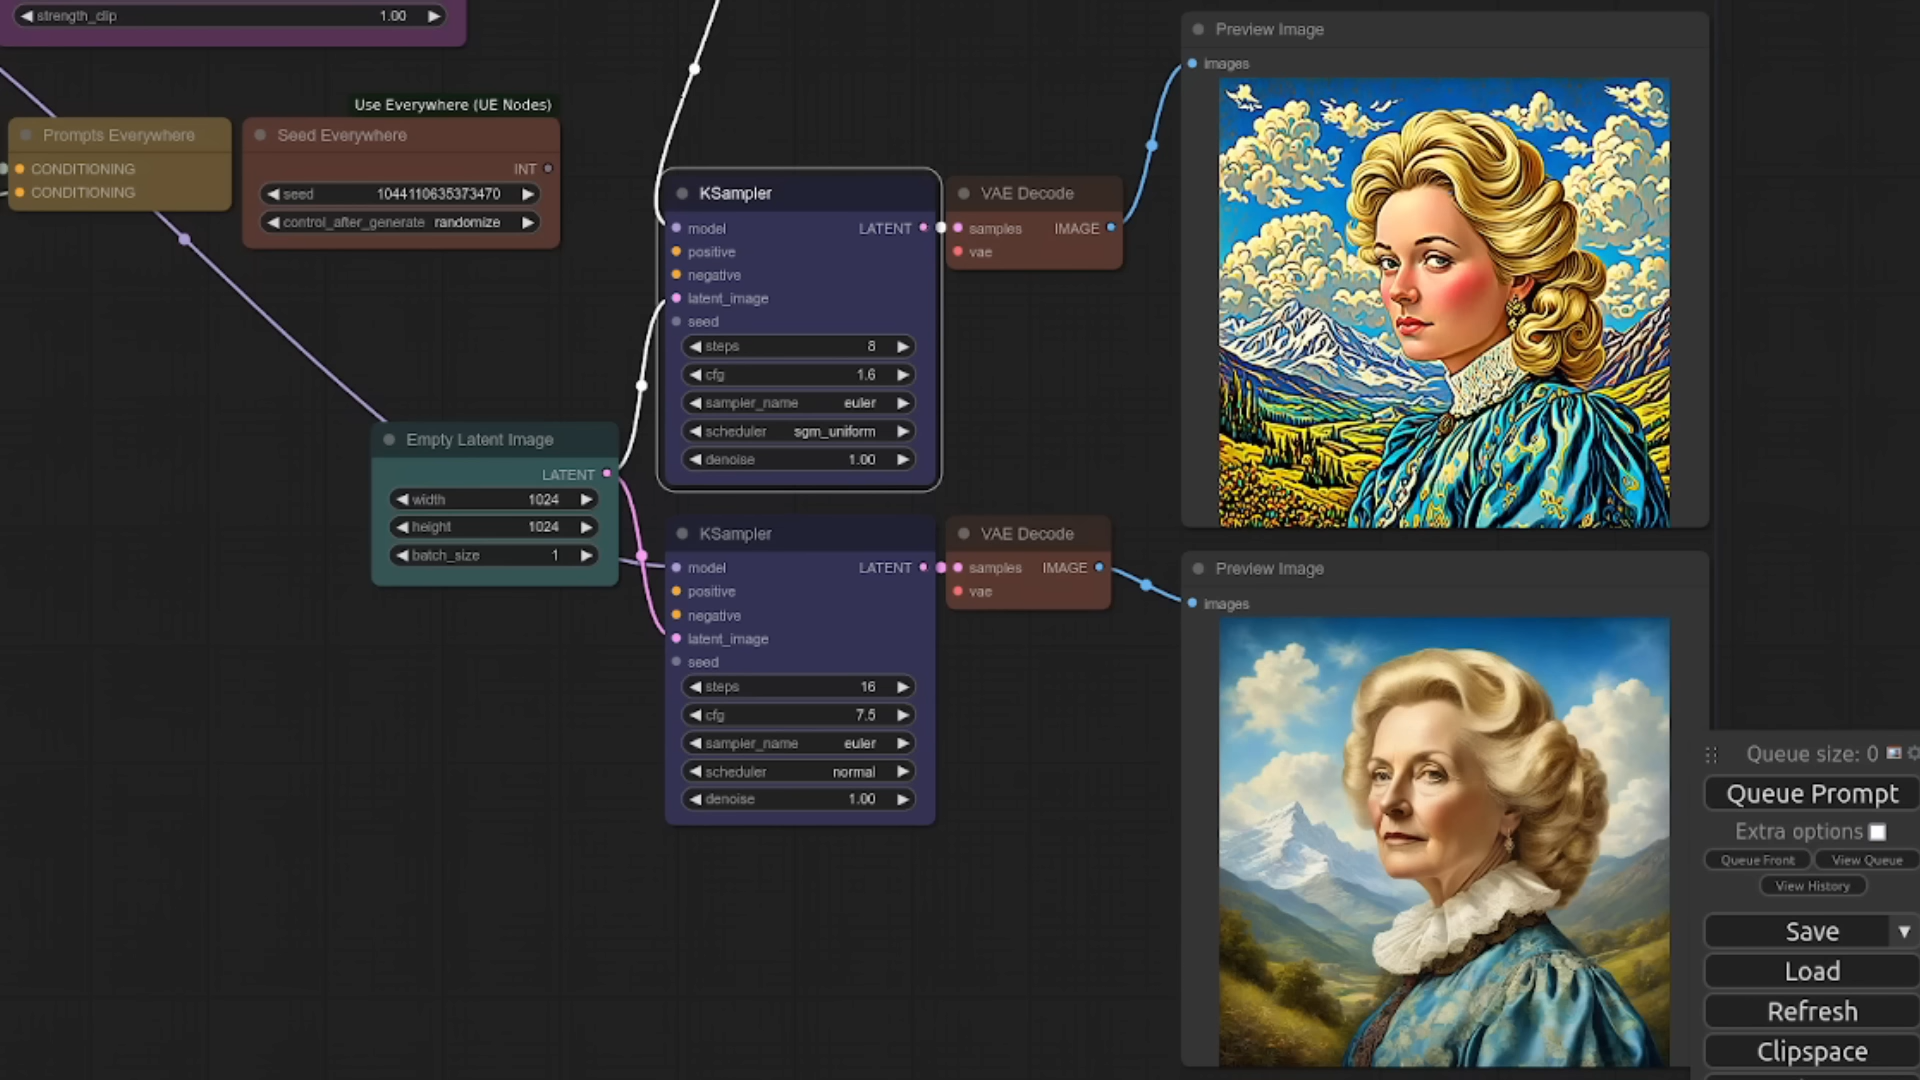 strength_clip 1.00
Use Everywhere (UE Nodes)
Prompts Everywhere
CONDITIONING
CONDITIONING
Seed Everywhere
INT
seed 1044110635373470
control_after_generate randomize
Empty Latent Image
LATENT
width 1024
height 1024
batch_size 1
KSampler
model LATENT
positive
negative
latent_image
seed
steps 8
cfg 1.6
sampler_name euler
scheduler sgm_uniform
denoise 1.00
VAE Decode
samples IMAGE
vae
Preview Image
images
KSampler
model LATENT
positive
negative
latent_image
seed
steps 16
cfg 7.5
sampler_name euler
scheduler normal
denoise 1.00
VAE Decode
samples IMAGE
vae
Preview Image
images
Queue size: 0
Queue Prompt
Extra options
Queue Front View Queue
View History
Save
Load
Refresh
Clipspace